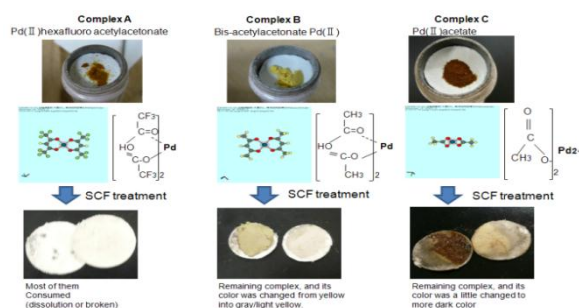 Complex A
Pd(Ⅱ)hexafluoro acetylacetonate
Complex B
Bis-acetylacetonate Pd(Ⅱ)
Complex C
Pd(Ⅱ)acetate
CF3
C=O
HO
C—O
CF3
2
Pd
CH3
C=O
HO
C—O
CH3
2
Pd
O
C
CH3
O-
2
Pd2+
SCF treatment
SCF treatment
SCF treatment
Most of them
Consumed
(dissolution or broken)
Remaining complex, and its
color was changed from yellow
into gray/light yellow.
Remaining complex, and its
color was a little changed to
more dark color